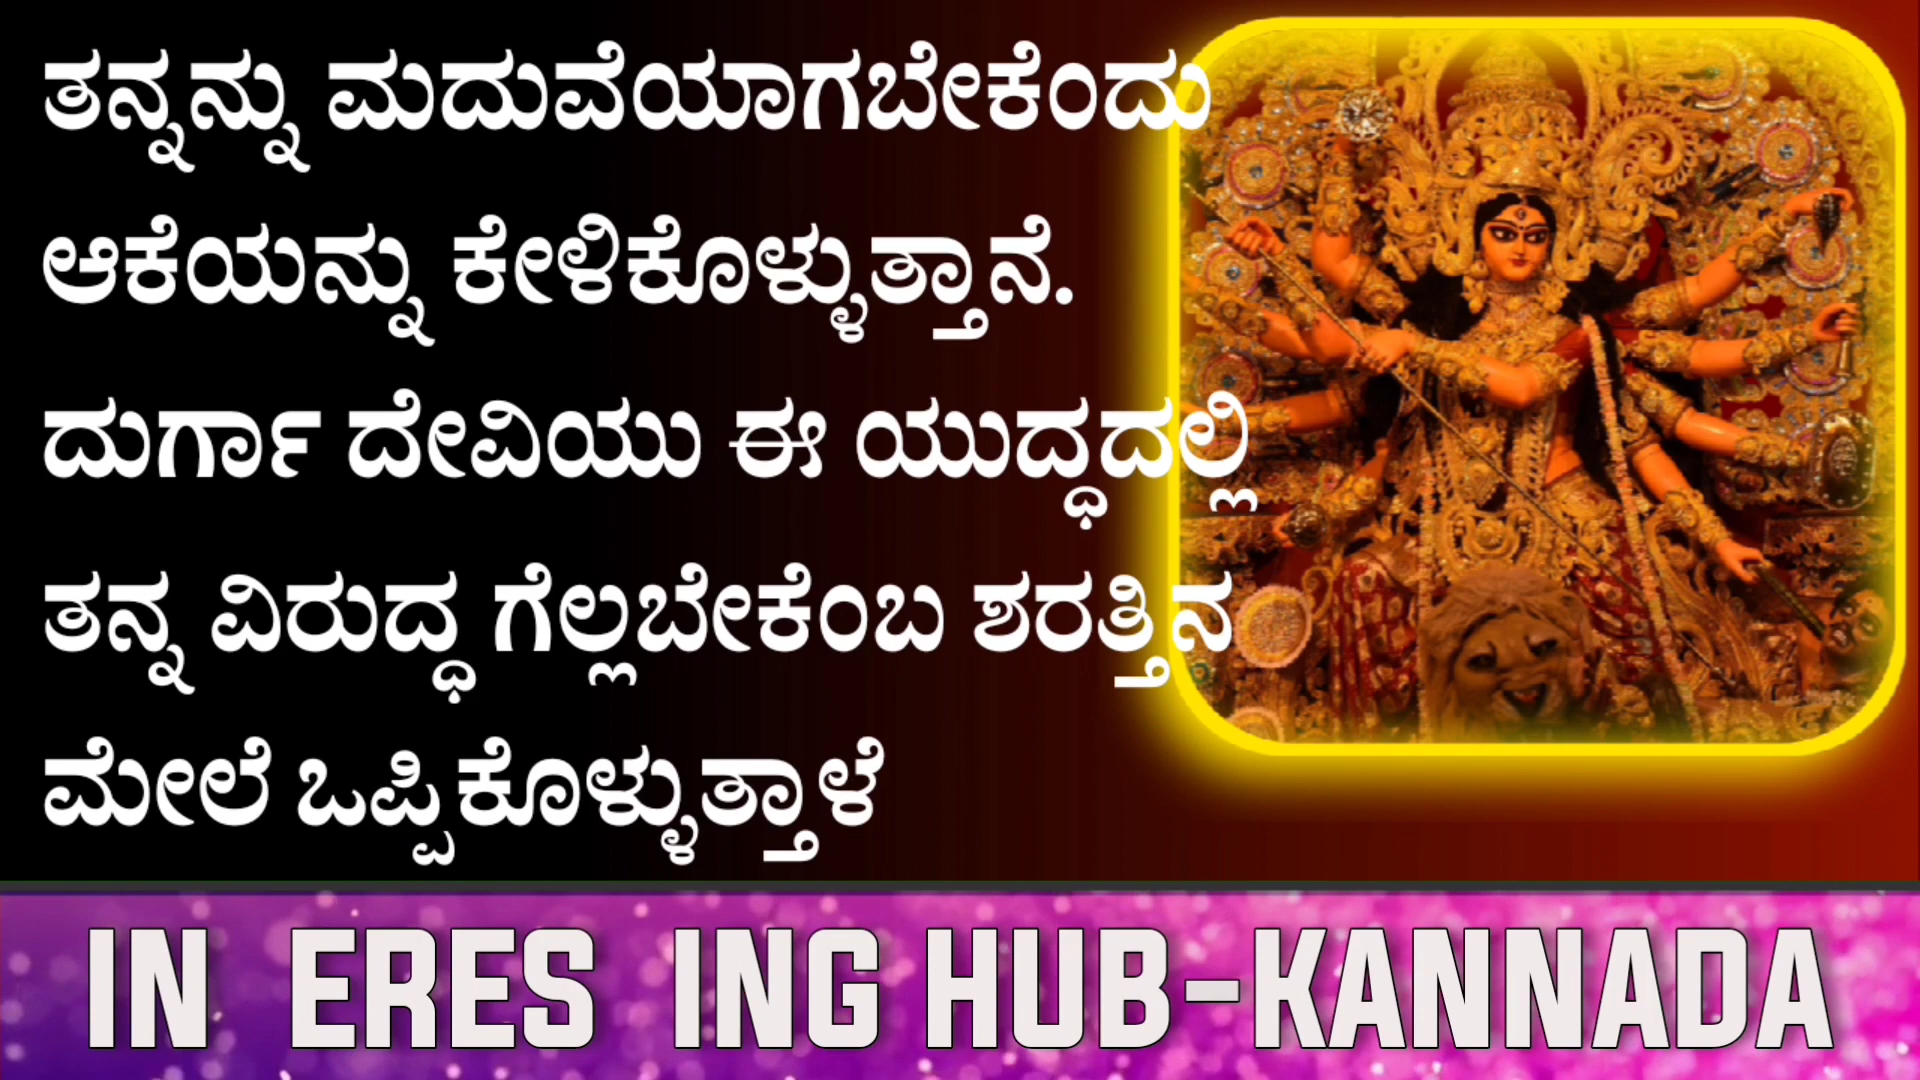 ತನ್ನನ್ನು ಮದುವೆಯಾಗಬೇಕೆಂದು
ಆಕೆಯನ್ನು ಕೇಳಿಕೊಳ್ಳುತ್ತಾನೆ.
ದುರ್ಗಾ ದೇವಿಯು ಈ ಯುದ್ಧದಲ್ಲಿ
ತನ್ನ ವಿರುದ್ಧ ಗೆಲ್ಲಬೇಕೆಂಬ ಶರತ್ತಿನ
ಮೇಲೆ ಒಪ್ಪಿಕೊಳ್ಳುತ್ತಾಳೆ
IN ERES ING HUB-KANNADA